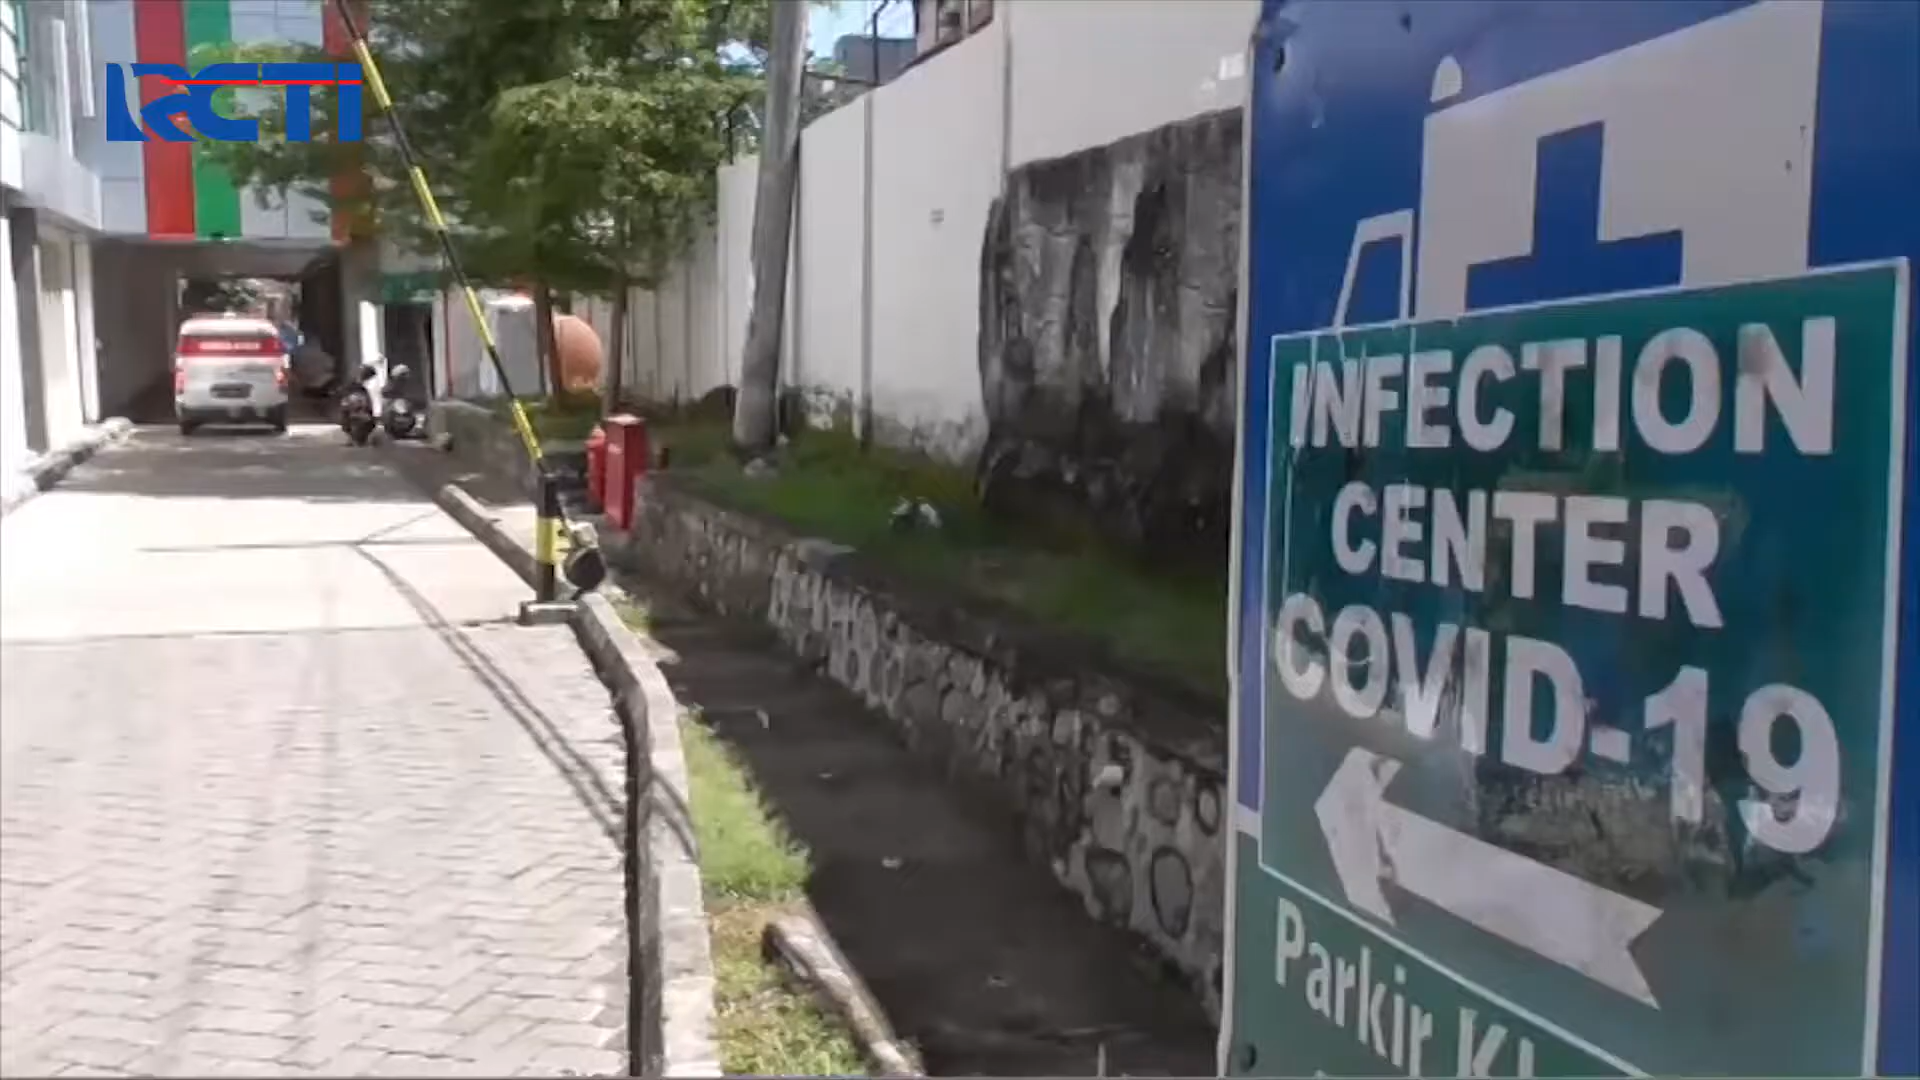 RCTI
INFECTION
CENTER
COVID-19
Parkir